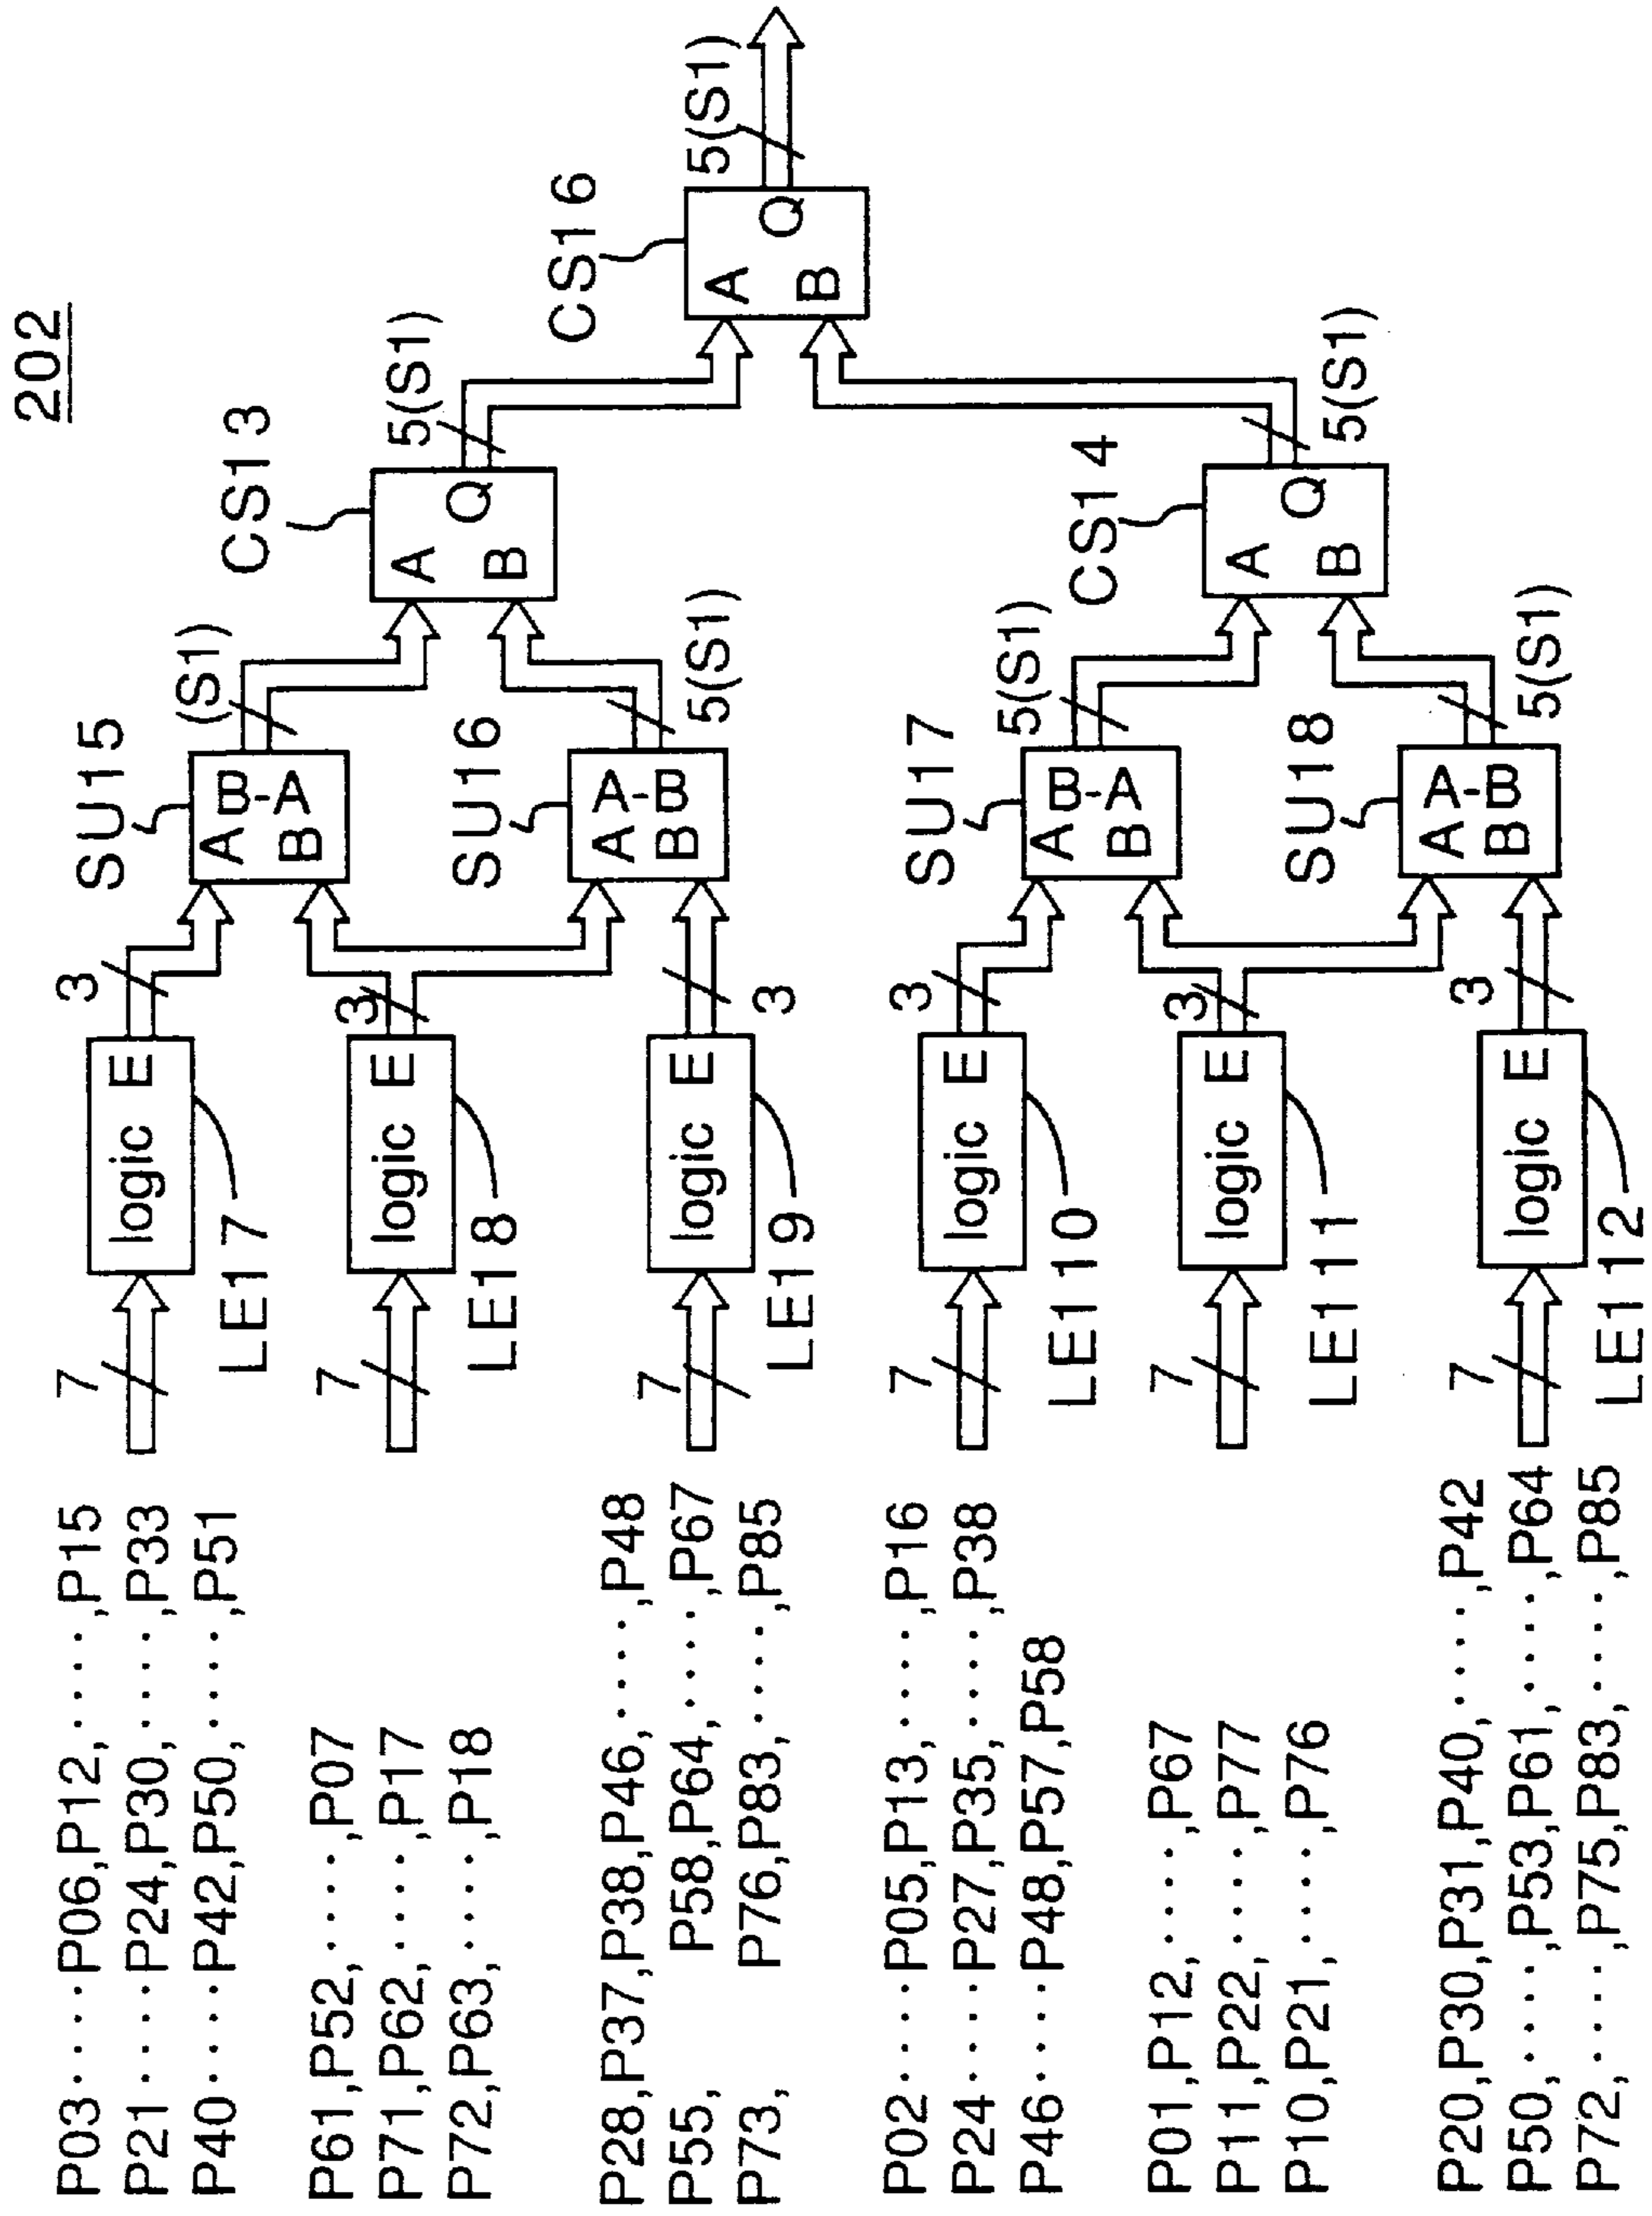 202
P03·····P06,P12,·····,P15
P21·····P24,P30,·····,P33
P40·····P42,P50,·····,P51
7
logic E
LE17
3
SU15
A
B
B-A
(S1)
P61,P52,·····,P07
P71,P62,·····,P17
P72,P63,·····,P18
7
logic E
LE18
3
SU16
A
B
A-B
5(S1)
CS13
A
B
Q
5(S1)
P28,P37,P38,P46,·····,P48
P55, P58,P64,·····,P67
P73, P76,P83,·····,P85
7
logic E
LE19
3
CS16
A
B
Q
5(S1)
P02·····P05,P13,·····,P16
P24·····P27,P35,·····,P38
P46·····P48,P57,P58
7
logic E
LE110
3
SU17
A
B
B-A
5(S1)
P01,P12,·····,P67
P11,P22,·····,P77
P10,P21,·····,P76
7
logic E
LE111
3
SU18
A
B
A-B
5(S1)
CS14
A
B
Q
5(S1)
P20,P30,P31,P40,·····,P42
P50,·····,P53,P61,·····,P64
P72,·····,P75,P83,·····,P85
7
logic E
LE112
3